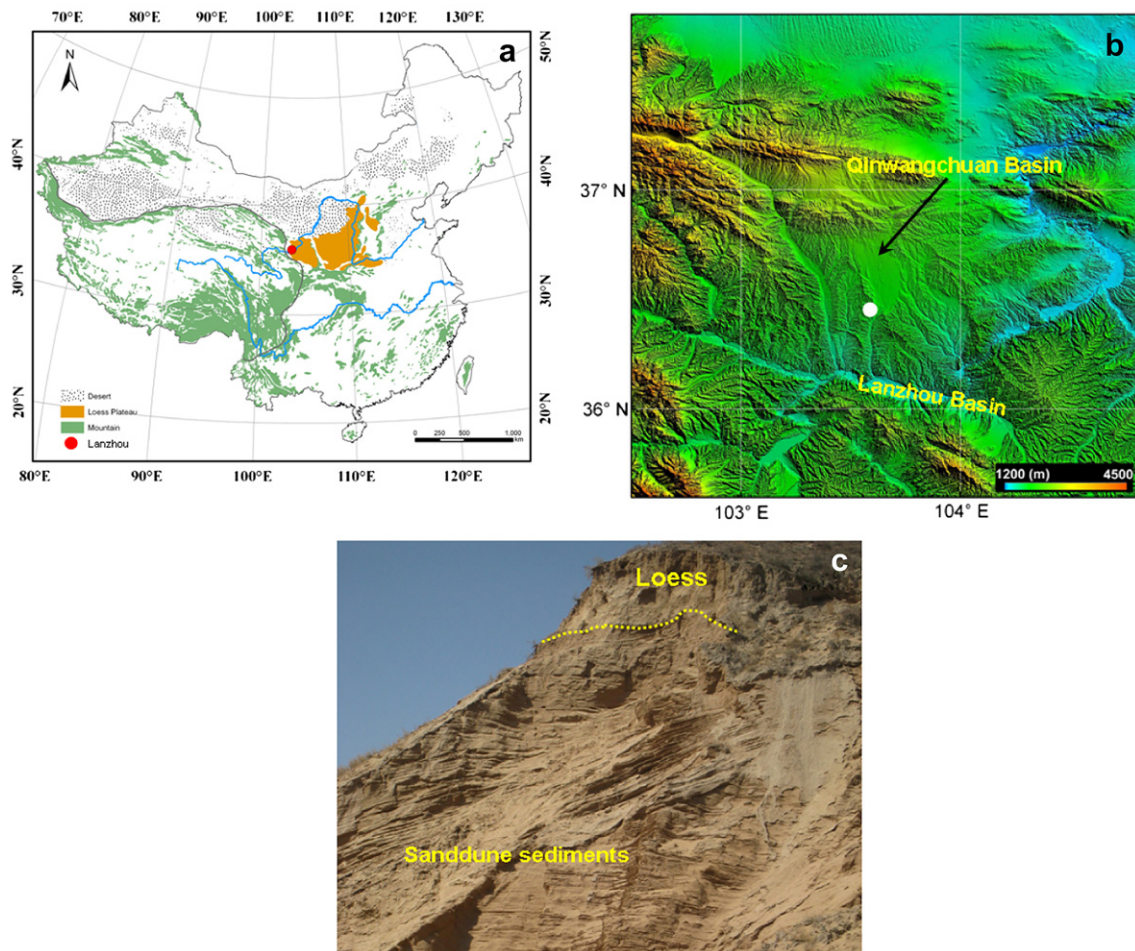 70°E 80°E 90°E 100°E 110°E 120°E 130°E
N
a
50°N
40°N
40°N
30°N
30°N
20°N
20°N
Desert
Loess Plateau
Mountain
Lanzhou
0 250 500 1,000
km
80°E 90°E 100°E 110°E 120°E
b
Qinwangchuan Basin
37° N
Lanzhou Basin
36° N
1200 (m) 4500
103° E 104° E
c
Loess
Sanddune sediments